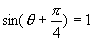 sin( θ + π/4 ) = 1